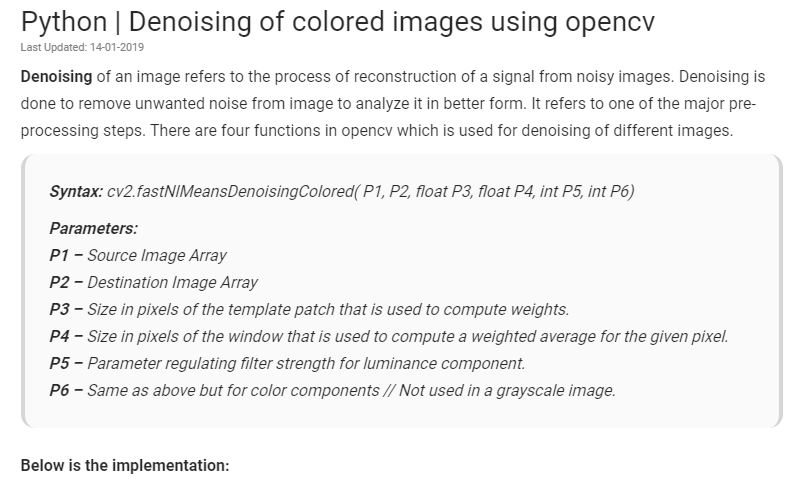 Python | Denoising of colored images using opencv
Last Updated: 14-01-2019
Denoising of an image refers to the process of reconstruction of a signal from noisy images. Denoising is
done to remove unwanted noise from image to analyze it in better form. It refers to one of the major pre-
processing steps. There are four functions in opencv which is used for denoising of different images.
Syntax: cv2.fastNlMeansDenoisingColored( P1, P2, float P3, float P4, int P5, int P6)
Parameters:
P1 – Source Image Array
P2 – Destination Image Array
P3 – Size in pixels of the template patch that is used to compute weights.
P4 – Size in pixels of the window that is used to compute a weighted average for the given pixel.
P5 – Parameter regulating filter strength for luminance component.
P6 – Same as above but for color components // Not used in a grayscale image.
Below is the implementation: